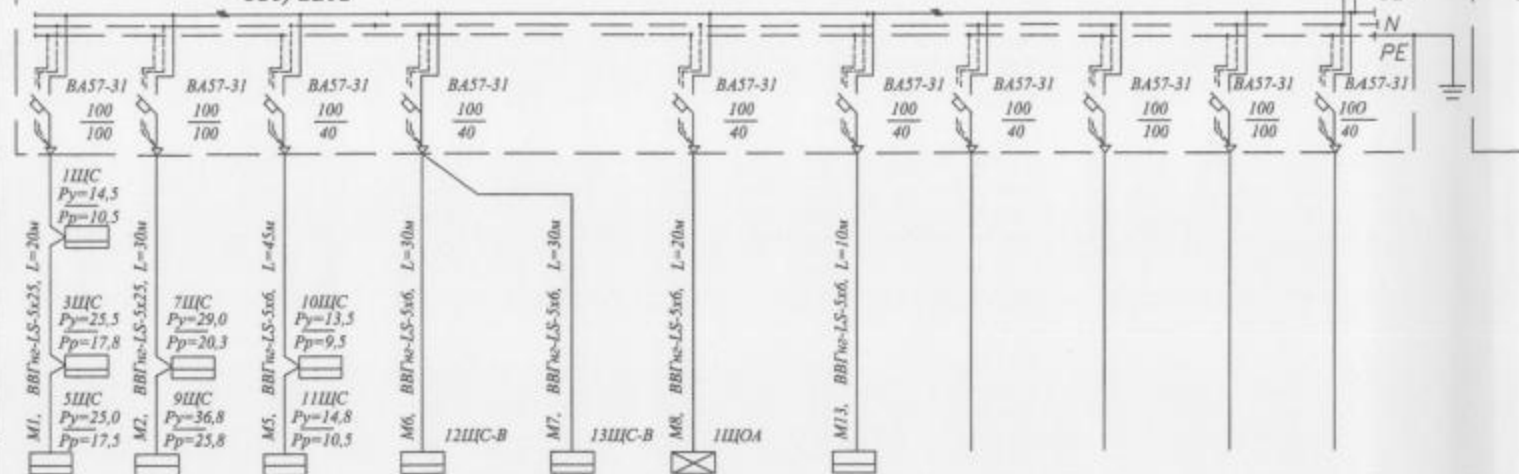 N
PE
ВА57-31
100
100
ВА57-31
100
100
ВА57-31
100
40
ВА57-31
100
40
ВА57-31
100
40
ВА57-31
100
40
ВА57-31
100
40
ВА57-31
100
100
ВА57-31
100
100
ВА57-31
100
40
1ЩС
Ру=14,5
Рр=10,5
3ЩС
Ру=25,5
Рр=17,8
5ЩС
Ру=25,0
Рр=17,5
7ЩС
Ру=29,0
Рр=20,3
9ЩС
Ру=36,8
Рр=25,8
10ЩС
Ру=13,5
Рр=9,5
11ЩС
Ру=14,8
Рр=10,5
12ЩС-В
13ЩС-В
1ЩОА
М1, ВВГнг-LS-5х25, L=20м
М2, ВВГнг-LS-5х25, L=30м
М5, ВВГнг-LS-5х6, L=45м
М6, ВВГнг-LS-5х6, L=30м
М7, ВВГнг-LS-5х6, L=30м
М8, ВВГнг-LS-5х6, L=20м
М13, ВВГнг-LS-5х6, L=10м